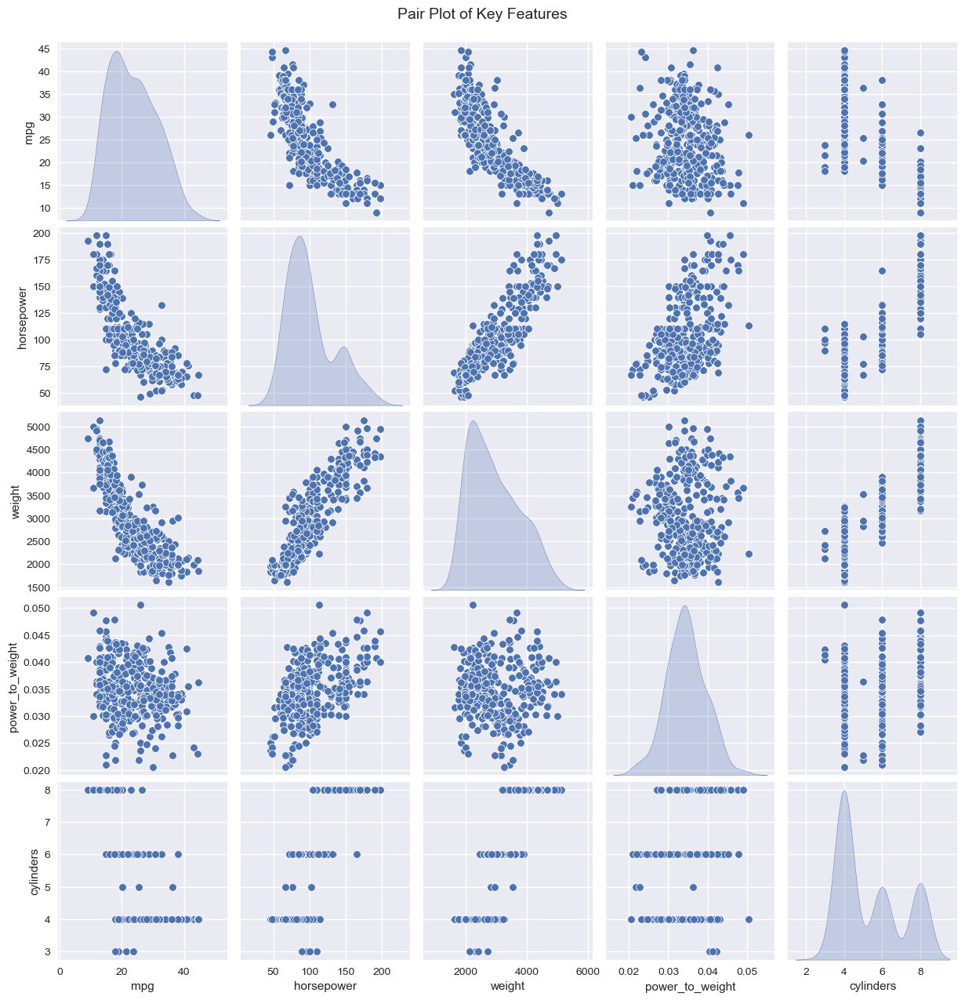 Pair Plot of Key Features
45
40
35
30
25
20
15
10
mpg
200
175
150
125
100
75
50
horsepower
5000
4500
4000
3500
3000
2500
2000
1500
weight
0.050
0.045
0.040
0.035
0.030
0.025
0.020
power_to_weight
8
7
6
5
4
3
cylinders
0 20 40
50 100 150 200
2000 4000 6000
0.02 0.03 0.04 0.05
2 4 6 8
mpg
horsepower
weight
power_to_weight
cylinders